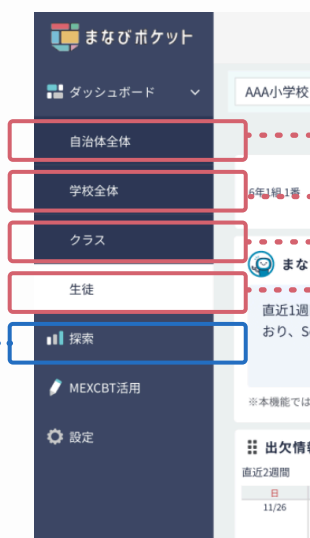 まなびポケット
ダッシュボード
AAA小学校
自治体全体
学校全体
6年1組1番
クラス
まな
生徒
直近1週
おり、S
探索
MEXCBT活用
※本機能では
設定
出欠情報
直近2週間
日
11/26